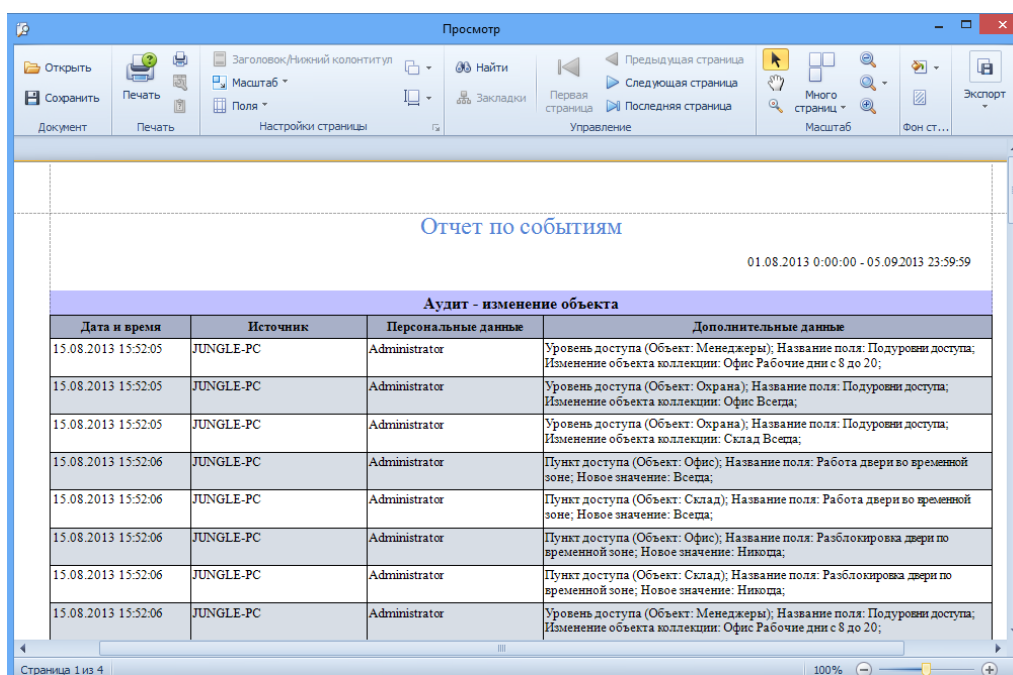 Просмотр
Открыть
Сохранить
Документ
Печать
Печать
Заголовок/Нижний колонтитул
Масштаб
Поля
Настройки страницы
Найти
Закладки
Первая страница
Предыдущая страница
Следующая страница
Последняя страница
Управление
Много страниц
Масштаб
Фон ст...
Экспорт
Отчет по событиям
01.08.2013 0:00:00 - 05.09.2013 23:59:59
Аудит - изменение объекта
Дата и время Источник Персональные данные Дополнительные данные
15.08.2013 15:52:05 JUNGLE-PC Administrator Уровень доступа (Объект: Менеджеры); Название поля: Подуровни доступа;
Изменение объекта коллекции: Офис Рабочие дни с 8 до 20;
15.08.2013 15:52:05 JUNGLE-PC Administrator Уровень доступа (Объект: Охрана); Название поля: Подуровни доступа;
Изменение объекта коллекции: Офис Всегда;
15.08.2013 15:52:05 JUNGLE-PC Administrator Уровень доступа (Объект: Охрана); Название поля: Подуровни доступа;
Изменение объекта коллекции: Склад Всегда;
15.08.2013 15:52:06 JUNGLE-PC Administrator Пункт доступа (Объект: Офис); Название поля: Работа двери во временной
зоне; Новое значение: Всегда;
15.08.2013 15:52:06 JUNGLE-PC Administrator Пункт доступа (Объект: Склад); Название поля: Работа двери во временной
зоне; Новое значение: Всегда;
15.08.2013 15:52:06 JUNGLE-PC Administrator Пункт доступа (Объект: Офис); Название поля: Разблокировка двери по
временной зоне; Новое значение: Никогда;
15.08.2013 15:52:06 JUNGLE-PC Administrator Пункт доступа (Объект: Склад); Название поля: Разблокировка двери по
временной зоне; Новое значение: Никогда;
15.08.2013 15:52:06 JUNGLE-PC Administrator Уровень доступа (Объект: Менеджеры); Название поля: Подуровни доступа;
Изменение объекта коллекции: Офис Рабочие дни с 8 до 20;
Страница 1 из 4
100%